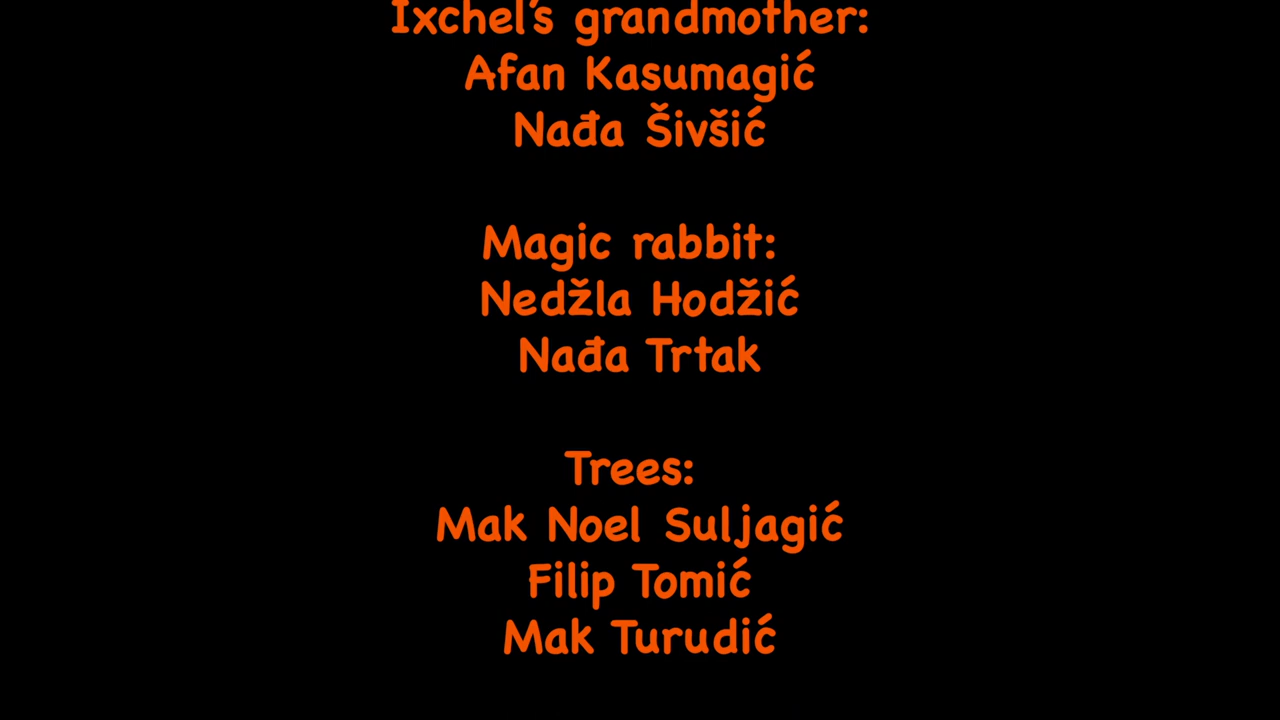 Ixchel's grandmother:
Afan Kasumagić
Nađa Šivšić
Magic rabbit:
Nedžla Hodžić
Nađa Trtak
Trees:
Mak Noel Suljagić
Filip Tomić
Mak Turudić